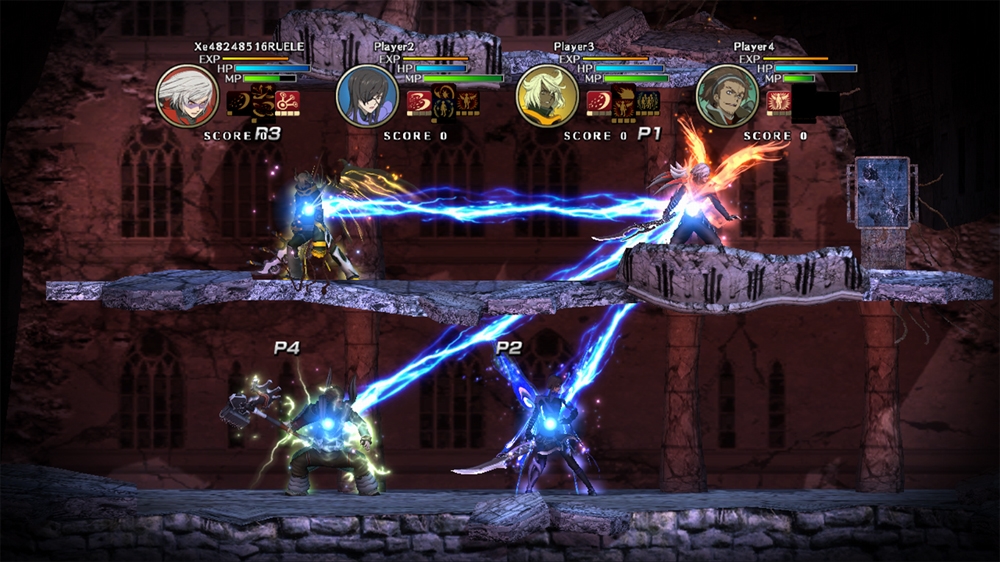 Xe48248516RUELE
EXP
HP
MP
SCORE
Player2
EXP
HP
MP
SCORE 0
Player3
EXP
HP
MP
SCORE 0
Player4
EXP
HP
MP
SCORE 0
P3
P1
P4
P2